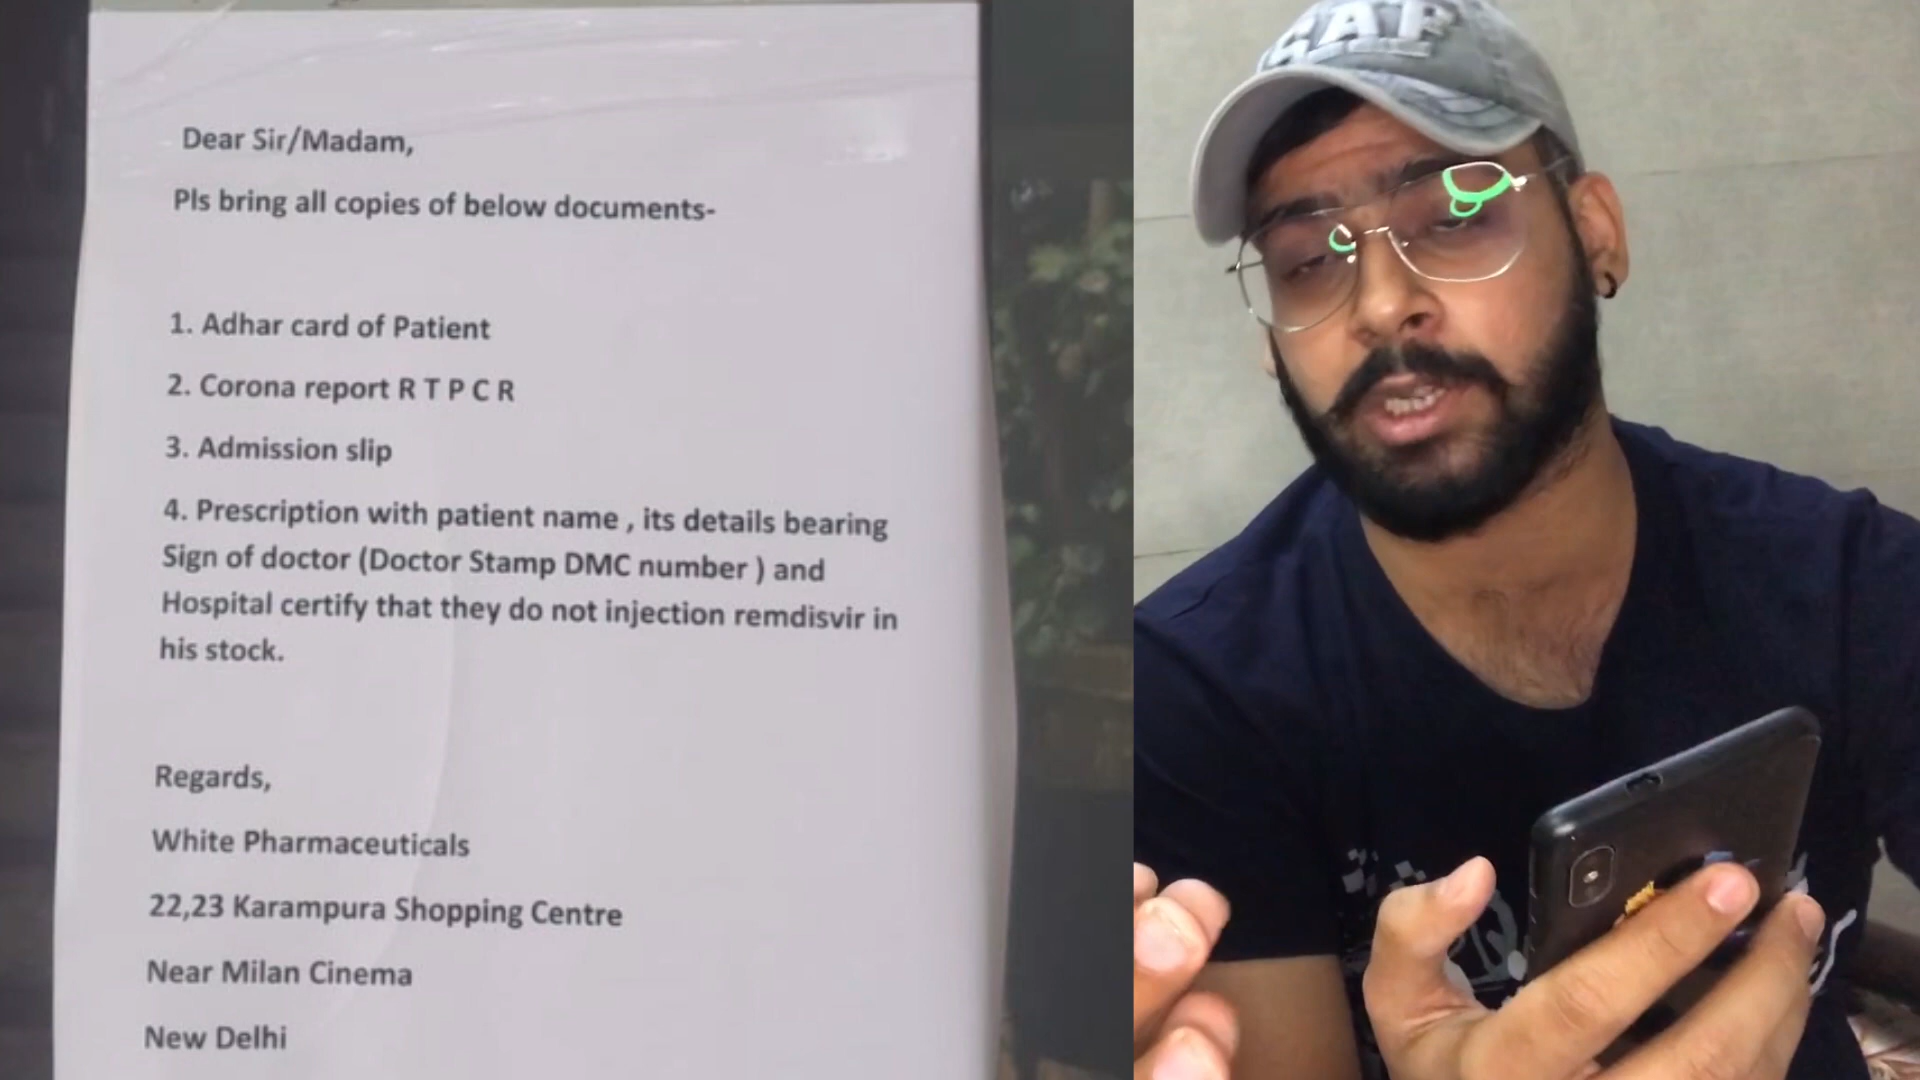 Dear Sir/Madam,
Pls bring all copies of below documents-
1. Adhar card of Patient
2. Corona report R T P C R
3. Admission slip
4. Prescription with patient name , its details bearing
Sign of doctor (Doctor Stamp DMC number ) and
Hospital certify that they do not injection remdisvir in
his stock.
Regards,
White Pharmaceuticals
22,23 Karampura Shopping Centre
Near Milan Cinema
New Delhi